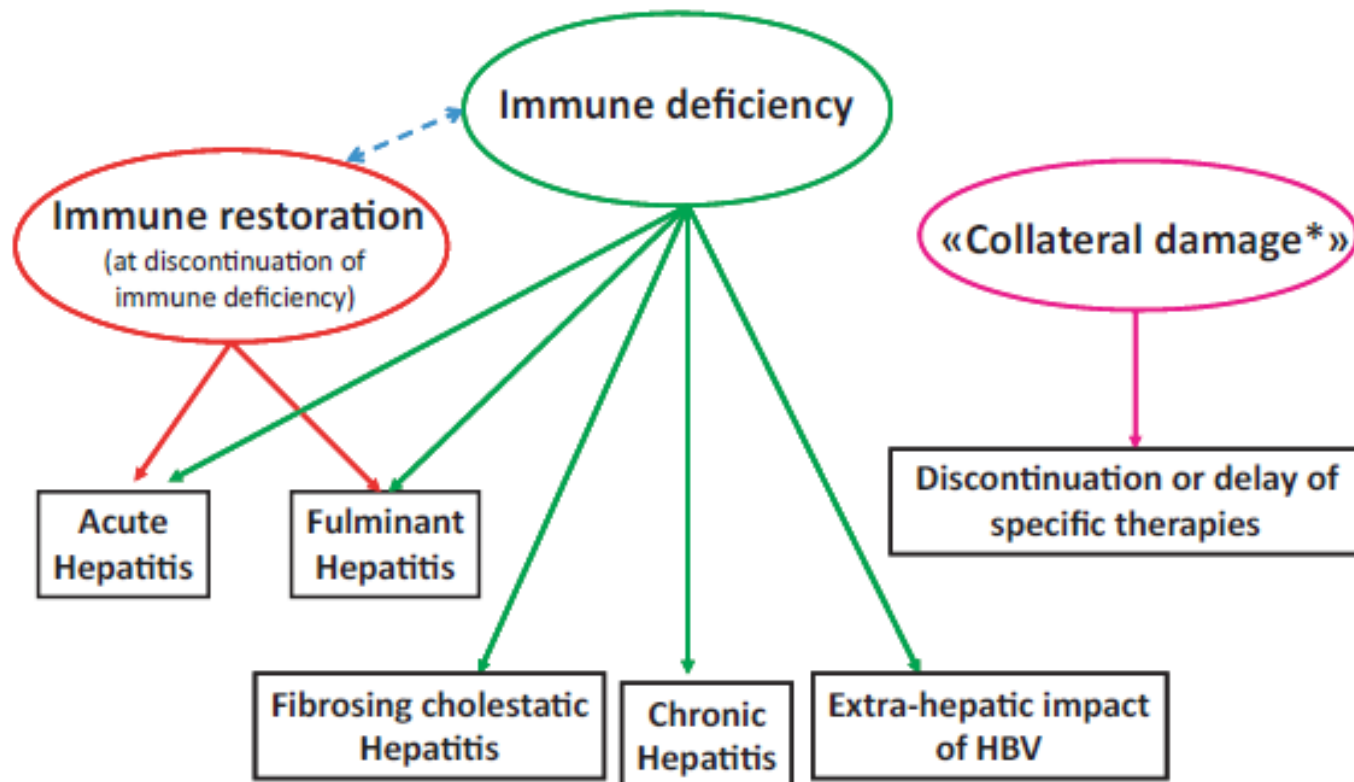 Immune deficiency
Immune restoration
(at discontinuation of
immune deficiency)
«Collateral damage*»
Acute
Hepatitis
Fulminant
Hepatitis
Discontinuation or delay of
specific therapies
Fibrosing cholestatic
Hepatitis
Chronic
Hepatitis
Extra-hepatic impact
of HBV